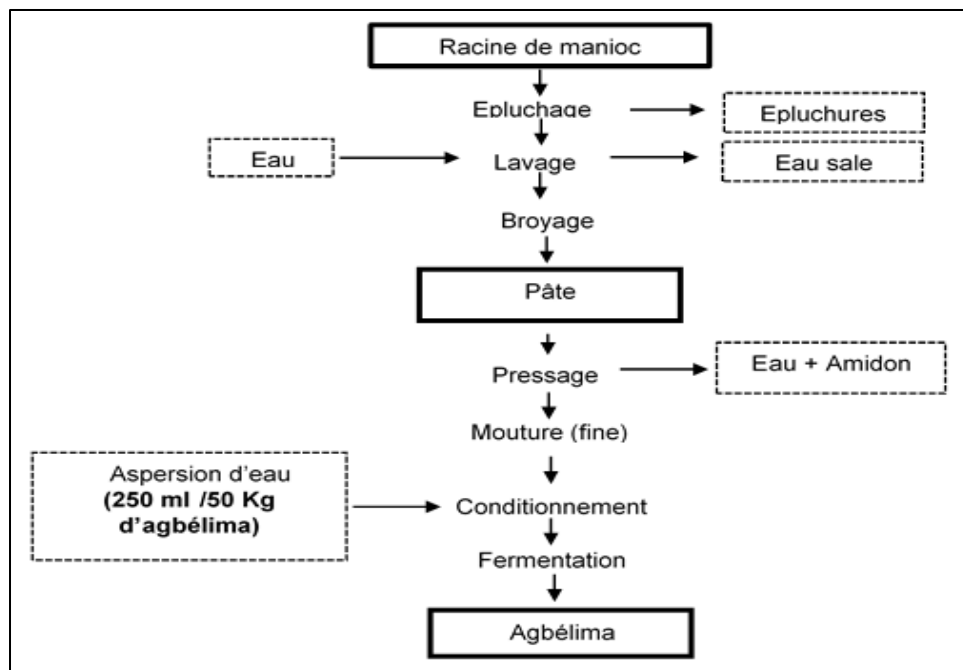 Racine de manioc
Epluchage
Epluchures
Eau
Lavage
Eau sale
Broyage
Pâte
Pressage
Eau + Amidon
Mouture (fine)
Aspersion d'eau
(250 ml /50 Kg
d'agbélima)
Conditionnement
Fermentation
Agbélima